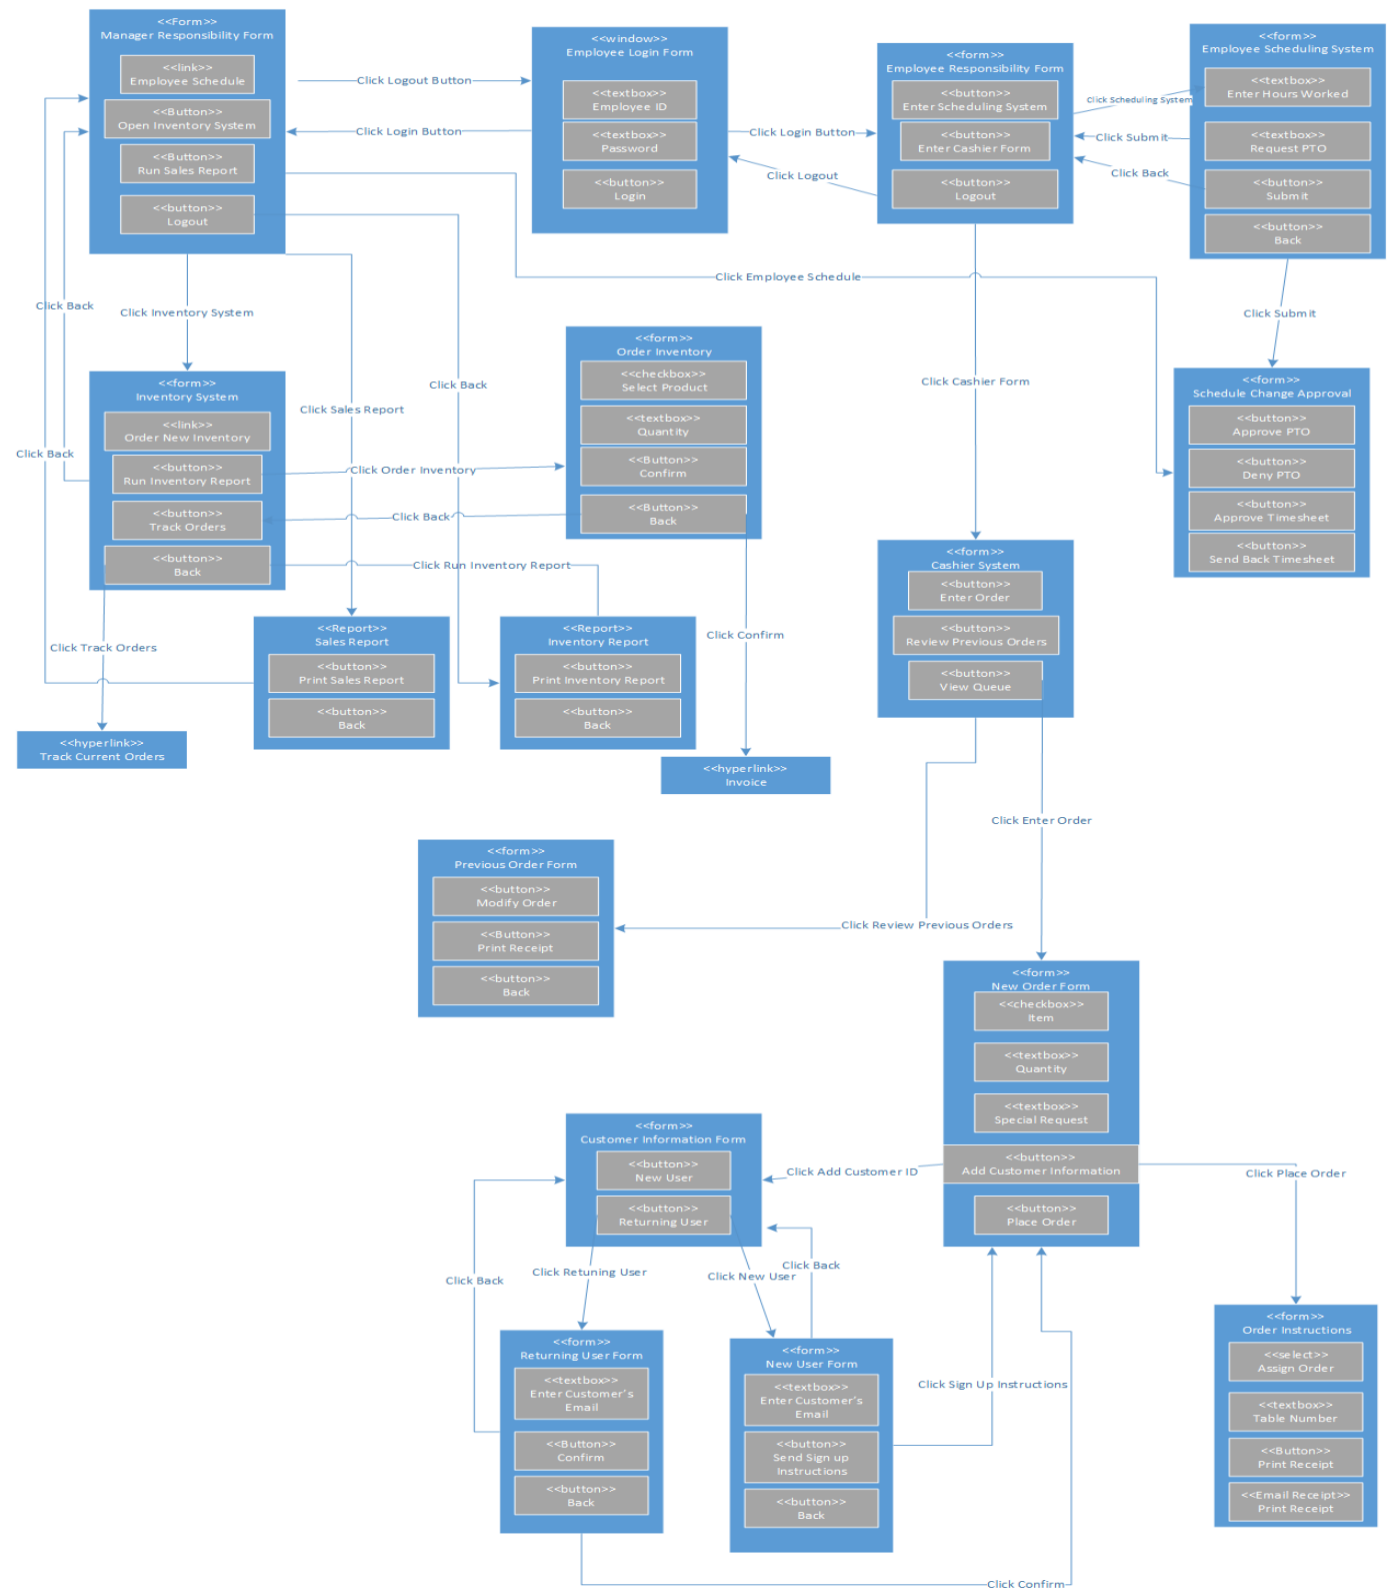 <<Form>>
Manager Responsibility Form
<<link>>
Employee Schedule
<<Button>>
Open Inventory System
<<Button>>
Run Sales Report
<<button>>
Logout
Click Logout Button
Click Login Button
<<window>>
Employee Login Form
<<textbox>>
Employee ID
<<textbox>>
Password
<<button>>
Login
Click Login Button
Click Logout
<<form>>
Employee Responsibility Form
<<button>>
Enter Scheduling System
<<button>>
Enter Cashier Form
<<button>>
Logout
Click Scheduling System
Click Submit
Click Back
<<form>>
Employee Scheduling System
<<textbox>>
Enter Hours Worked
<<textbox>>
Request PTO
<<button>>
Submit
<<button>>
Back
Click Employee Schedule
Click Back
Click Inventory System
Click Submit
Click Back
Click Sales Report
Click Back
Click Cashier Form
<<form>>
Inventory System
<<link>>
Order New Inventory
<<button>>
Run Inventory Report
<<button>>
Track Orders
<<button>>
Back
Click Order Inventory
Click Back
Click Run Inventory Report
<<form>>
Order Inventory
<<checkbox>>
Select Product
<<textbox>>
Quantity
<<Button>>
Confirm
<<Button>>
Back
<<form>>
Schedule Change Approval
<<button>>
Approve PTO
<<button>>
Deny PTO
<<button>>
Approve Timesheet
<<button>>
Send Back Timesheet
<<form>>
Cashier System
<<button>>
Enter Order
<<button>>
Review Previous Orders
<<button>>
View Queue
Click Track Orders
Click Confirm
<<Report>>
Sales Report
<<button>>
Print Sales Report
<<button>>
Back
<<Report>>
Inventory Report
<<button>>
Print Inventory Report
<<button>>
Back
<<hyperlink>>
Track Current Orders
<<hyperlink>>
Invoice
Click Enter Order
<<form>>
Previous Order Form
<<button>>
Modify Order
<<Button>>
Print Receipt
<<button>>
Back
Click Review Previous Orders
<<form>>
New Order Form
<<checkbox>>
Item
<<textbox>>
Quantity
<<textbox>>
Special Request
<<button>>
Add Customer Information
<<button>>
Place Order
<<form>>
Customer Information Form
<<button>>
New User
<<button>>
Returning User
Click Add Customer ID
Click Place Order
Click Back
Click Retuning User
Click New User
Click Back
<<form>>
Returning User Form
<<textbox>>
Enter Customer's
Email
<<Button>>
Confirm
<<button>>
Back
<<form>>
New User Form
<<textbox>>
Enter Customer's
Email
<<button>>
Send Sign up
Instructions
<<button>>
Back
Click Sign Up Instructions
<<form>>
Order Instructions
<<select>>
Assign Order
<<textbox>>
Table Number
<<Button>>
Print Receipt
<<Email Receipt>>
Print Receipt
Click Confirm